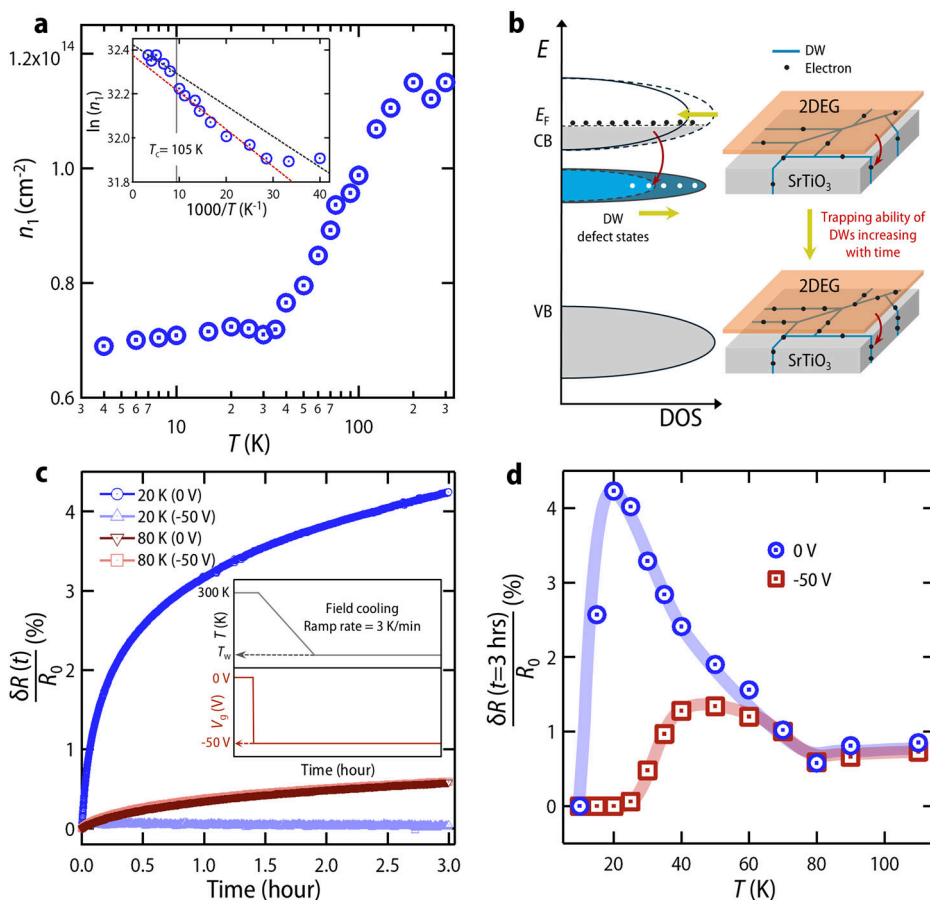 a
1.2x10¹⁴
1.0
0.8
0.6
n₁ (cm⁻²)
3 4 5 6 7 10 2 3 4 5 6 7 100 2 3
T (K)
32.4
32.2
32.0
31.8
ln (n₁)
T꜀ = 105 K
0 10 20 30 40
1000/T (K⁻¹)
b
E
E_F
CB
VB
DW
defect states
DOS
DW
Electron
2DEG
SrTiO₃
Trapping ability of
DWs increasing
with time
2DEG
SrTiO₃
c
20 K (0 V)
20 K (-50 V)
80 K (0 V)
80 K (-50 V)
4
3
2
1
0
δR (t)
R₀
(%)
0.0 0.5 1.0 1.5 2.0 2.5 3.0
Time (hour)
300 K
T (K)
T_w
Field cooling
Ramp rate = 3 K/min
0 V
V_g (V)
-50 V
Time (hour)
d
0 V
-50 V
4
3
2
1
0
δR (t=3 hrs)
R₀
(%)
20 40 60 80 100
T (K)